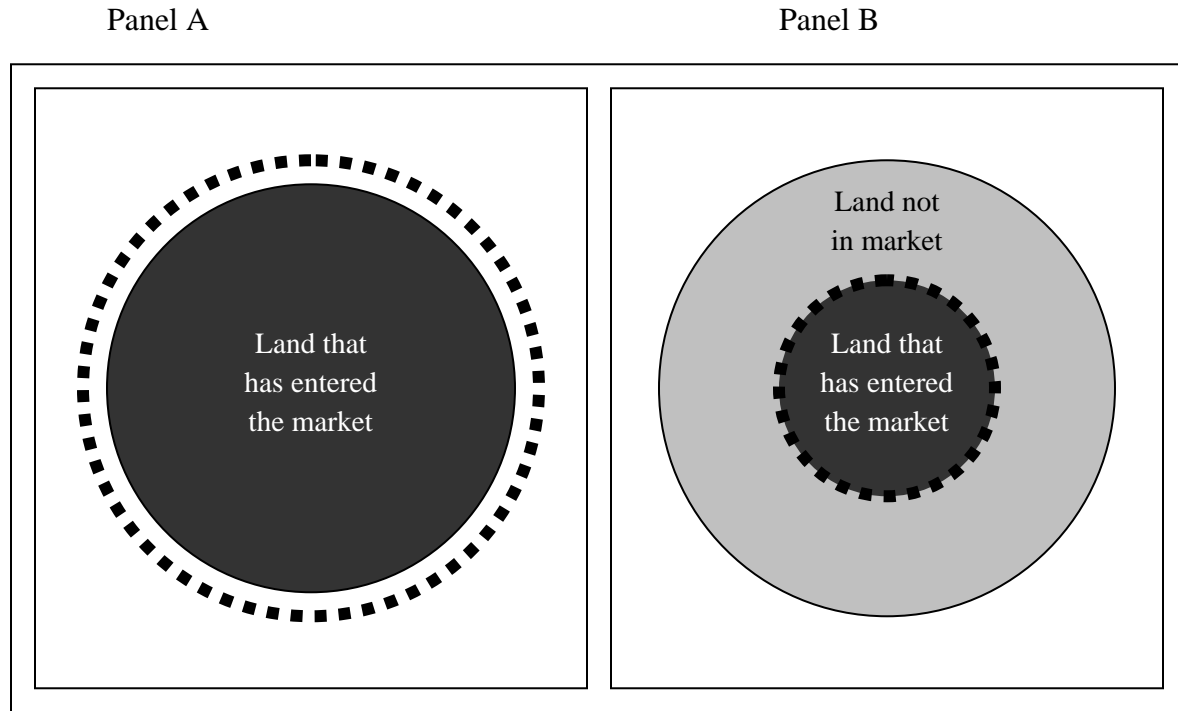 Panel A
Panel B
Land that
has entered
the market
Land not
in market
Land that
has entered
the market